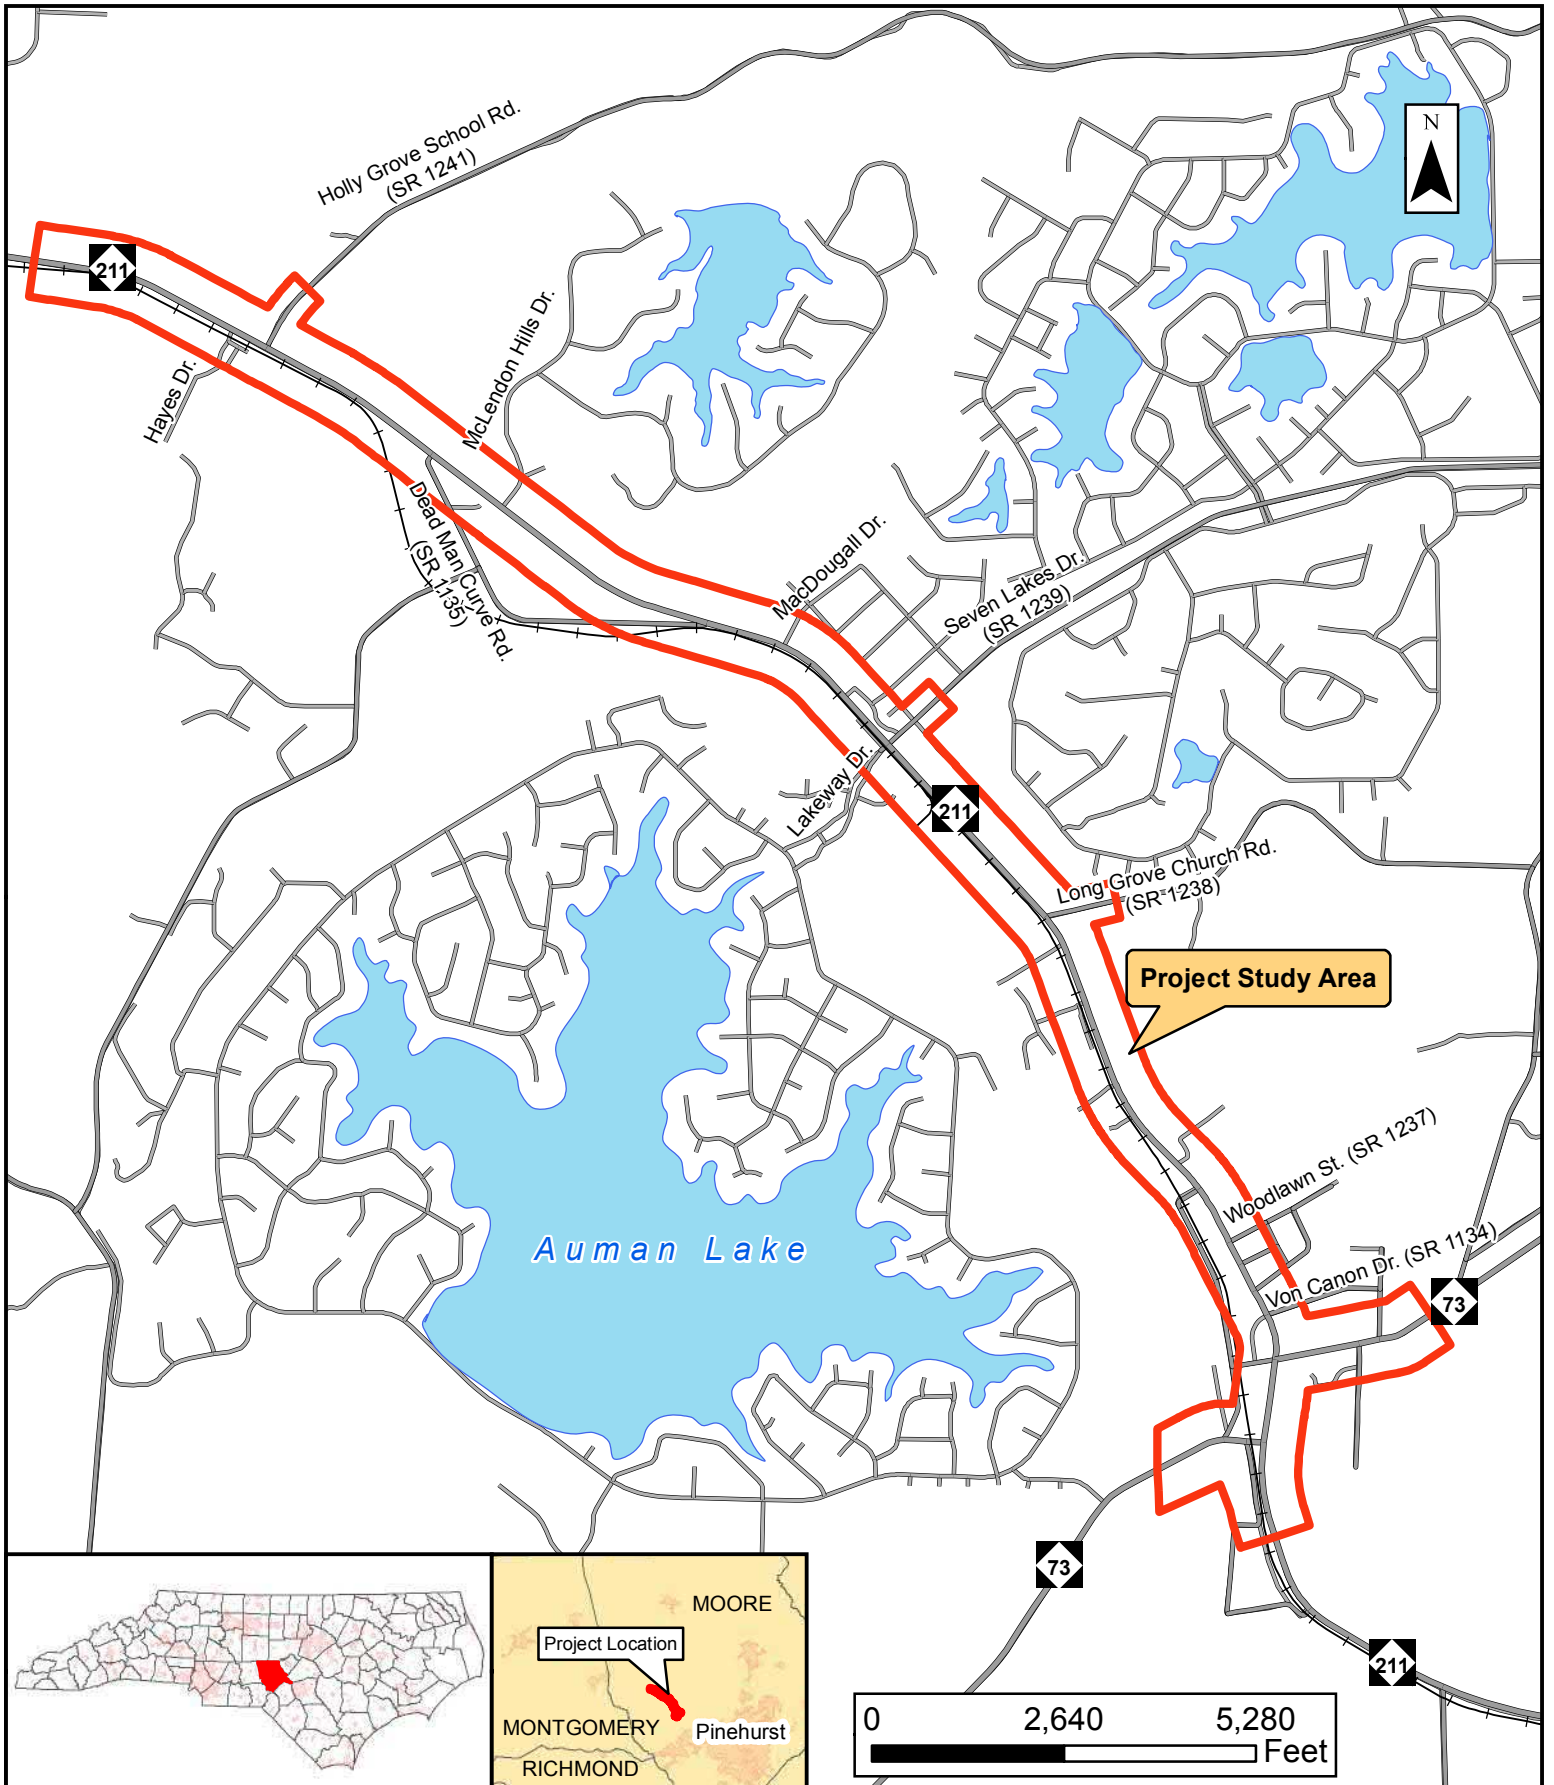 N
Holly Grove School Rd.
(SR 1241)
211
McLendon Hills Dr.
Hayes Dr.
Dead Man Curve Rd.
(SR 1135)
MacDougall Dr.
Seven Lakes Dr.
(SR 1239)
Lakeway Dr.
211
Long Grove Church Rd.
(SR 1238)
Project Study Area
Woodlawn St. (SR 1237)
Auman Lake
Von Canon Dr. (SR 1134)
73
73
211
MOORE
Project Location
MONTGOMERY
Pinehurst
RICHMOND
0 2,640 5,280
Feet